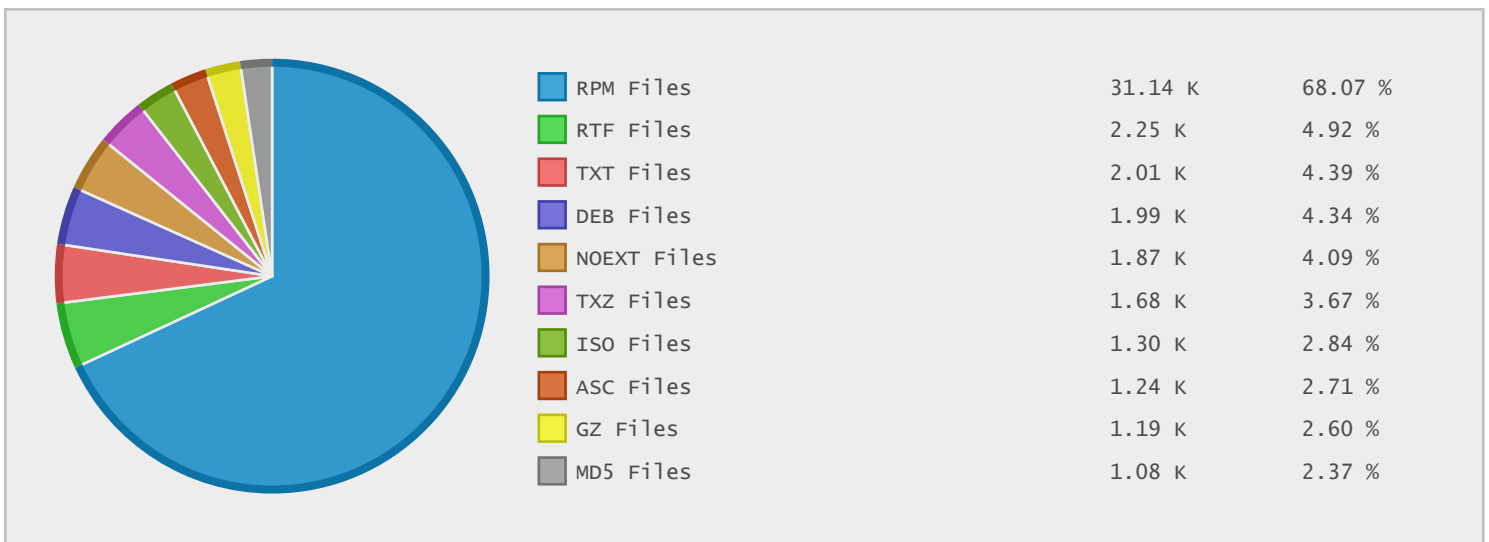 RPM Files 31.14 K 68.07 %
RTF Files 2.25 K 4.92 %
TXT Files 2.01 K 4.39 %
DEB Files 1.99 K 4.34 %
NOEXT Files 1.87 K 4.09 %
TXZ Files 1.68 K 3.67 %
ISO Files 1.30 K 2.84 %
ASC Files 1.24 K 2.71 %
GZ Files 1.19 K 2.60 %
MD5 Files 1.08 K 2.37 %